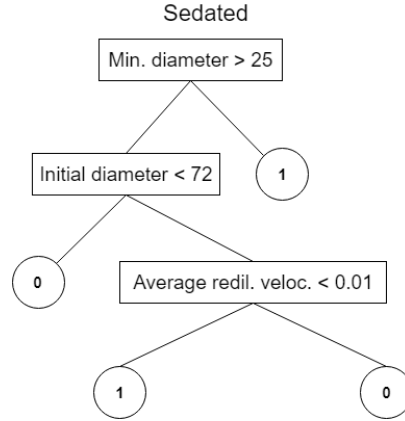 Sedated
Min. diameter > 25
Initial diameter < 72
1
0
Average redil. veloc. < 0.01
1
0